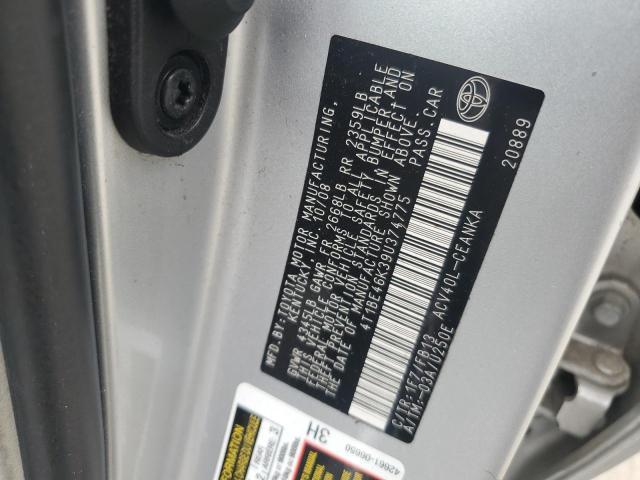 MFD.BY:TOYOTA MOTOR MANUFACTURING,
KENTUCKY, INC. 10/08
GVWR 4345LB GAWR FR 2668LB RR 2359LB
THIS VEHICLE CONFORMS TO ALL APPLICABLE
FEDERAL MOTOR VEHICLE SAFETY, BUMPER, AND
THEFT PREVENTION STANDARDS IN EFFECT ON
THE DATE OF MANUFACTURE SHOWN ABOVE.
4T1BE46K39U374775 PASS.CAR
C/TR:1F7/FB13
A/TM:-03A/U250E ACV40L-CEANKA
20889
42661-06650
3H
INFORMATION